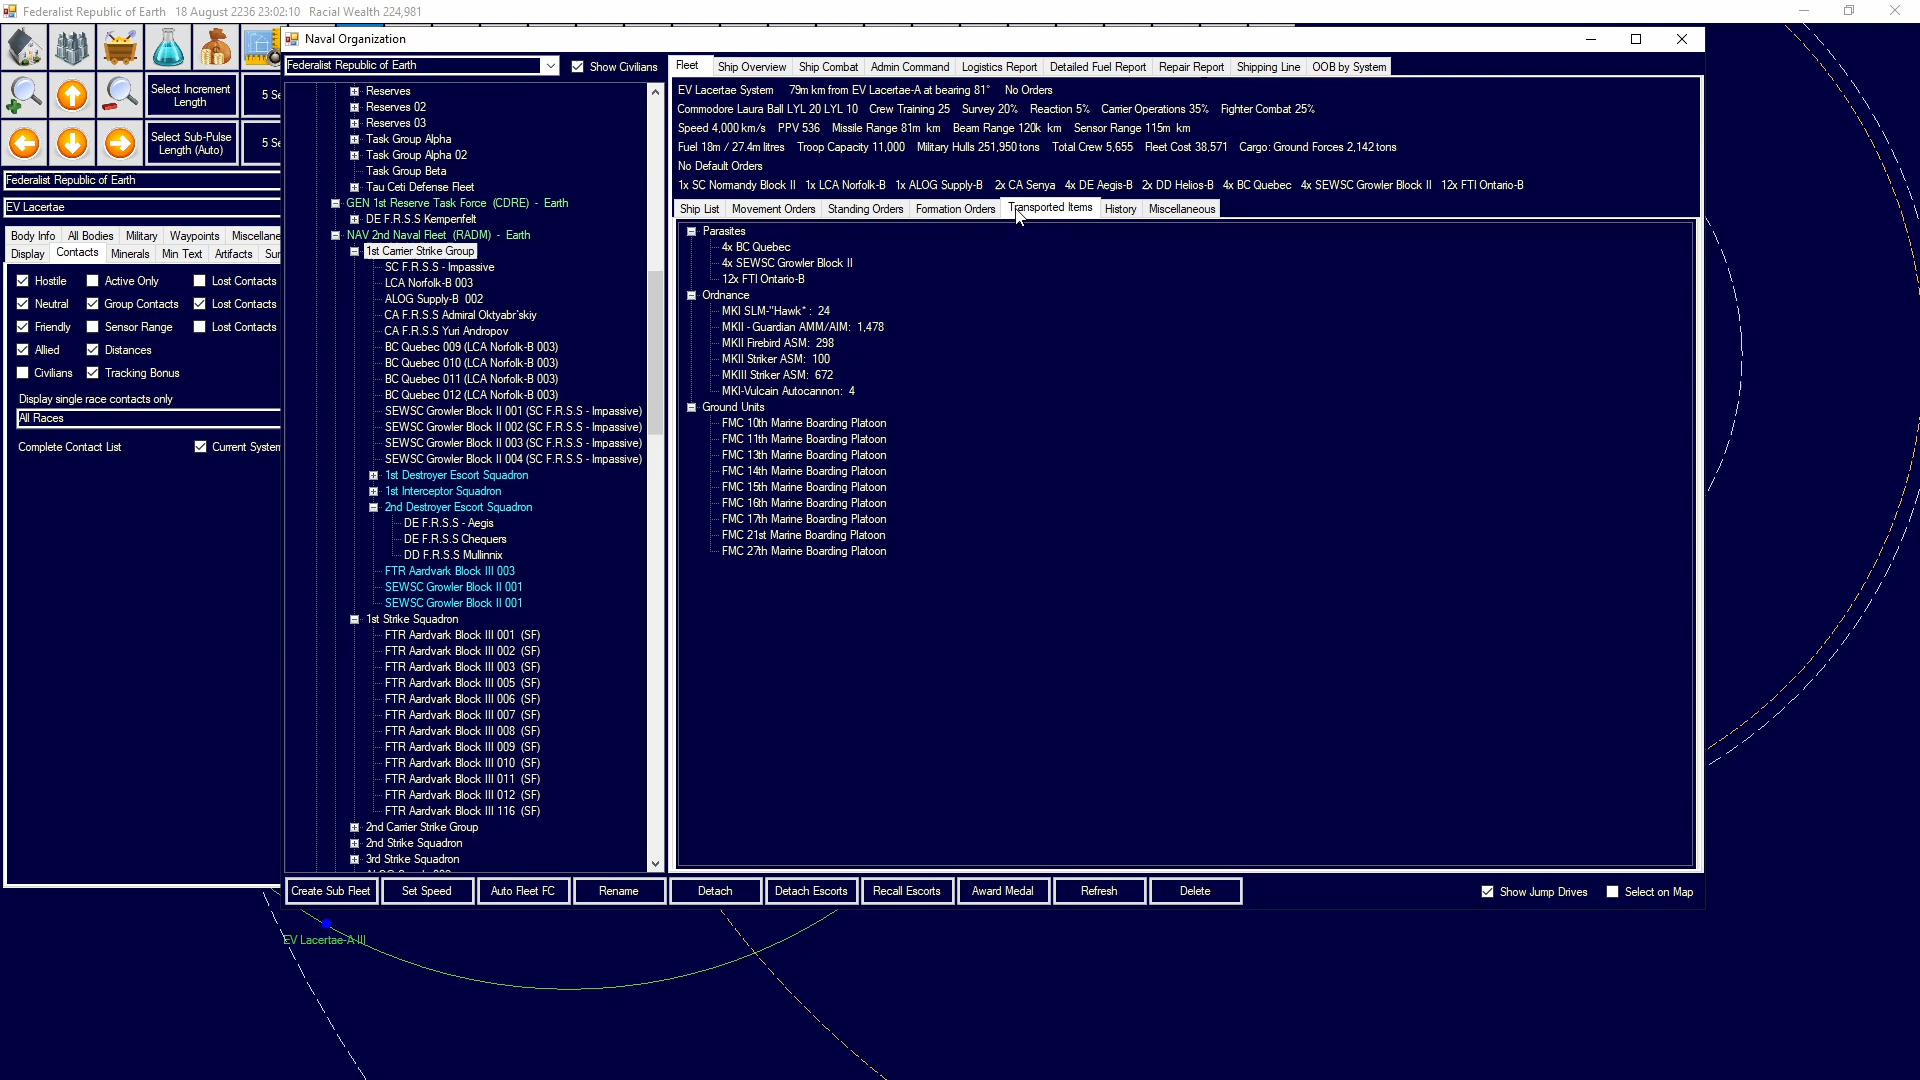 Federalist Republic of Earth   18 August 2236 23:02:10   Racial Wealth 224,981
Select Increment Length
5 Se
Select Sub-Pulse Length (Auto)
5 Se
Federalist Republic of Earth
EV Lacertae
Body Info   All Bodies   Military   Waypoints   Miscellane
Display   Contacts   Minerals   Min Text   Artifacts   Sur
Hostile   Active Only   Lost Contacts
Neutral   Group Contacts   Lost Contacts
Friendly   Sensor Range   Lost Contacts
Allied   Distances
Civilians   Tracking Bonus
Display single race contacts only
All Races
Complete Contact List   Current System
Naval Organization
Federalist Republic of Earth   Show Civilians
Reserves
Reserves 02
Reserves 03
Task Group Alpha
Task Group Alpha 02
Task Group Beta
Tau Ceti Defense Fleet
GEN 1st Reserve Task Force  (CDRE)  -  Earth
DE F.R.S.S Kempenfelt
NAV 2nd Naval Fleet  (RADM)  -  Earth
1st Carrier Strike Group
SC F.R.S.S - Impassive
LCA Norfolk-B 003
ALOG Supply-B  002
CA F.R.S.S Admiral Oktyabr'skiy
CA F.R.S.S Yuri Andropov
BC Quebec 009 (LCA Norfolk-B 003)
BC Quebec 010 (LCA Norfolk-B 003)
BC Quebec 011 (LCA Norfolk-B 003)
BC Quebec 012 (LCA Norfolk-B 003)
SEWSC Growler Block II 001 (SC F.R.S.S - Impassive)
SEWSC Growler Block II 002 (SC F.R.S.S - Impassive)
SEWSC Growler Block II 003 (SC F.R.S.S - Impassive)
SEWSC Growler Block II 004 (SC F.R.S.S - Impassive)
1st Destroyer Escort Squadron
1st Interceptor Squadron
2nd Destroyer Escort Squadron
DE F.R.S.S - Aegis
DE F.R.S.S Chequers
DD F.R.S.S Mullinnix
FTR Aardvark Block III 003
SEWSC Growler Block II 001
SEWSC Growler Block II 001
1st Strike Squadron
FTR Aardvark Block III 001  (SF)
FTR Aardvark Block III 002  (SF)
FTR Aardvark Block III 003  (SF)
FTR Aardvark Block III 005  (SF)
FTR Aardvark Block III 006  (SF)
FTR Aardvark Block III 007  (SF)
FTR Aardvark Block III 008  (SF)
FTR Aardvark Block III 009  (SF)
FTR Aardvark Block III 010  (SF)
FTR Aardvark Block III 011  (SF)
FTR Aardvark Block III 012  (SF)
FTR Aardvark Block III 116  (SF)
2nd Carrier Strike Group
2nd Strike Squadron
3rd Strike Squadron
Fleet   Ship Overview   Ship Combat   Admin Command   Logistics Report   Detailed Fuel Report   Repair Report   Shipping Line   OOB by System
EV Lacertae System   79m km from EV Lacertae-A at bearing 81°   No Orders
Commodore Laura Ball LYL 20 LYL 10   Crew Training 25   Survey 20%   Reaction 5%   Carrier Operations 35%   Fighter Combat 25%
Speed 4,000 km/s   PPV 536   Missile Range 81m  km   Beam Range 120k  km   Sensor Range 115m  km
Fuel 18m / 27.4m litres   Troop Capacity 11,000   Military Hulls 251,950 tons   Total Crew 5,655   Fleet Cost 38,571   Cargo: Ground Forces 2,142 tons
No Default Orders
1x SC Normandy Block II   1x LCA Norfolk-B   1x ALOG Supply-B   2x CA Senya   4x DE Aegis-B   2x DD Helios-B   4x BC Quebec   4x SEWSC Growler Block II   12x FTI Ontario-B
Ship List   Movement Orders   Standing Orders   Formation Orders   Transported Items   History   Miscellaneous
Parasites
4x BC Quebec
4x SEWSC Growler Block II
12x FTI Ontario-B
Ordnance
MKI SLM-"Hawk" :  24
MKII - Guardian AMM/AIM:  1,478
MKII Firebird ASM:  298
MKII Striker ASM:  100
MKIII Striker ASM:  672
MKI-Vulcain Autocannon:  4
Ground Units
FMC 10th Marine Boarding Platoon
FMC 11th Marine Boarding Platoon
FMC 13th Marine Boarding Platoon
FMC 14th Marine Boarding Platoon
FMC 15th Marine Boarding Platoon
FMC 16th Marine Boarding Platoon
FMC 17th Marine Boarding Platoon
FMC 21st Marine Boarding Platoon
FMC 27th Marine Boarding Platoon
Create Sub Fleet   Set Speed   Auto Fleet FC   Rename   Detach   Detach Escorts   Recall Escorts   Award Medal   Refresh   Delete   Show Jump Drives   Select on Map
EV Lacertae-A III